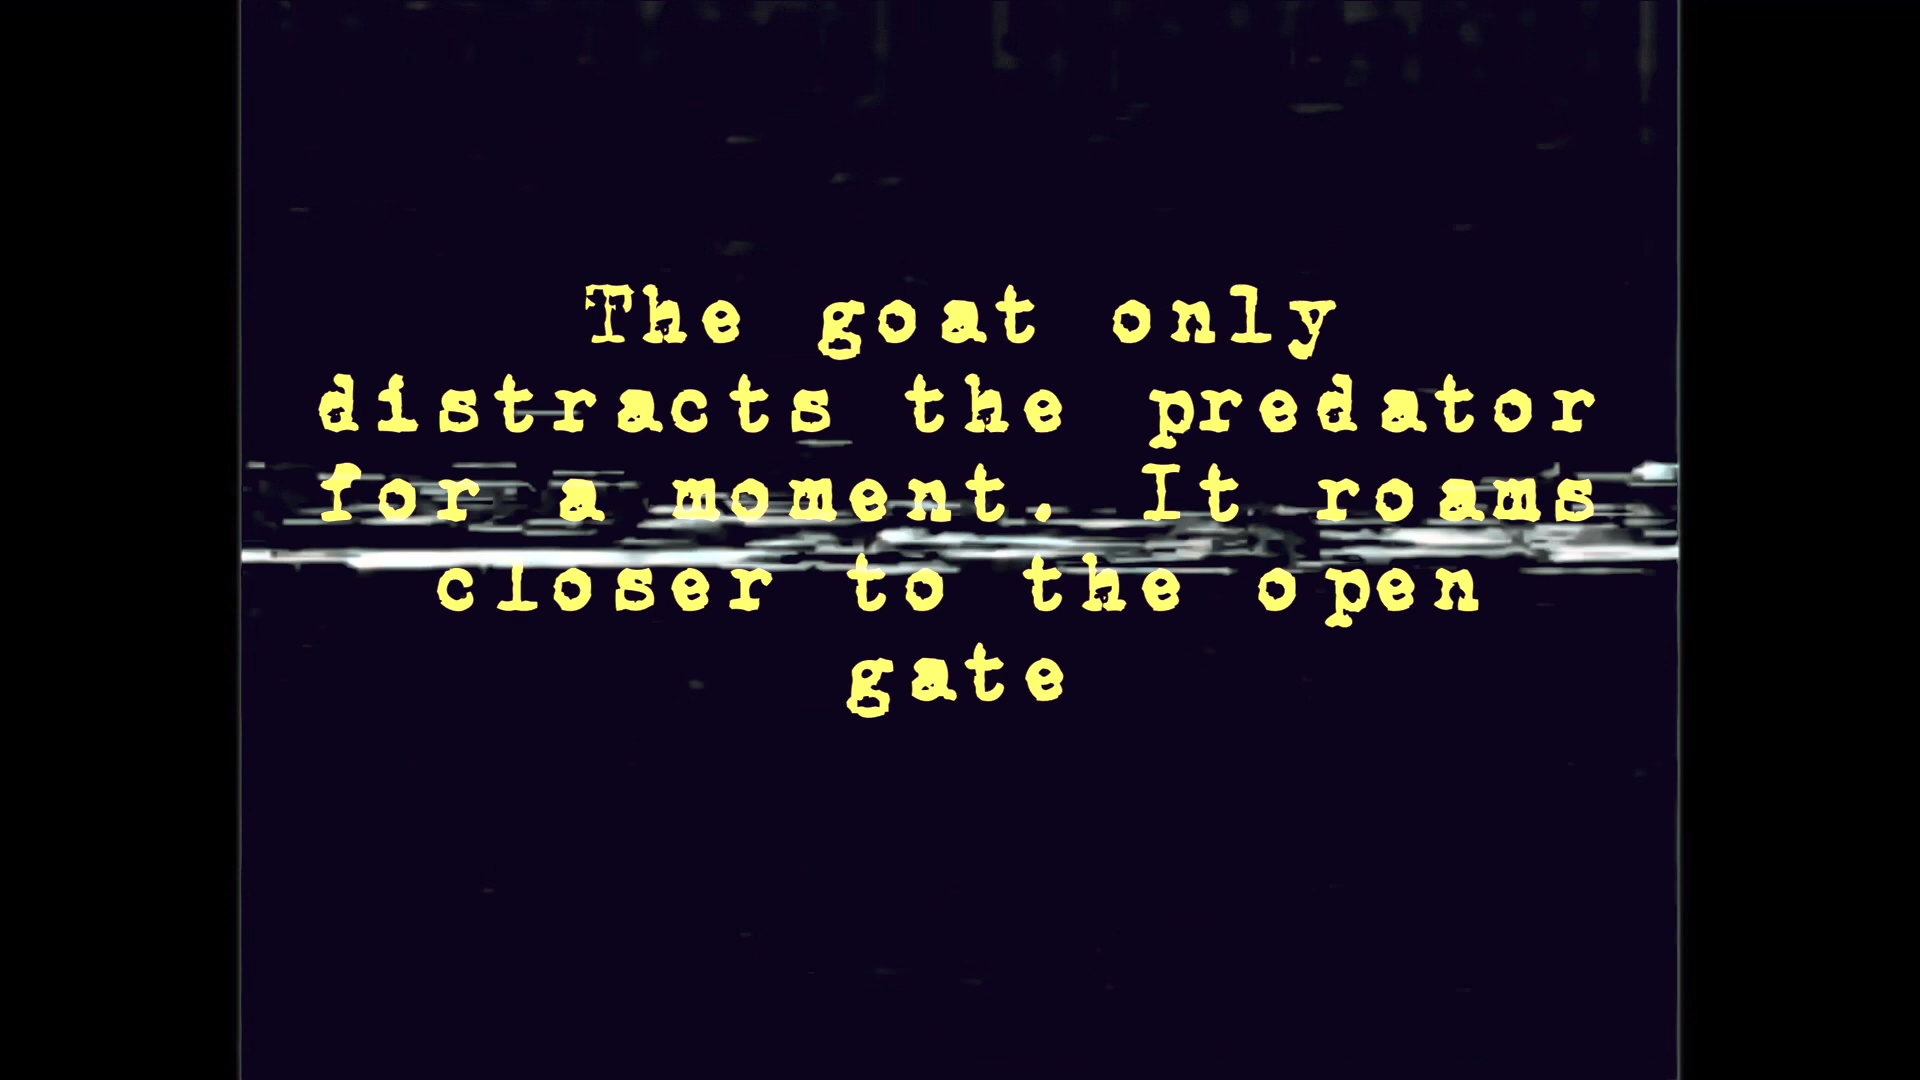 The goat only
distracts the predator
for a moment. It roams
closer to the open
gate